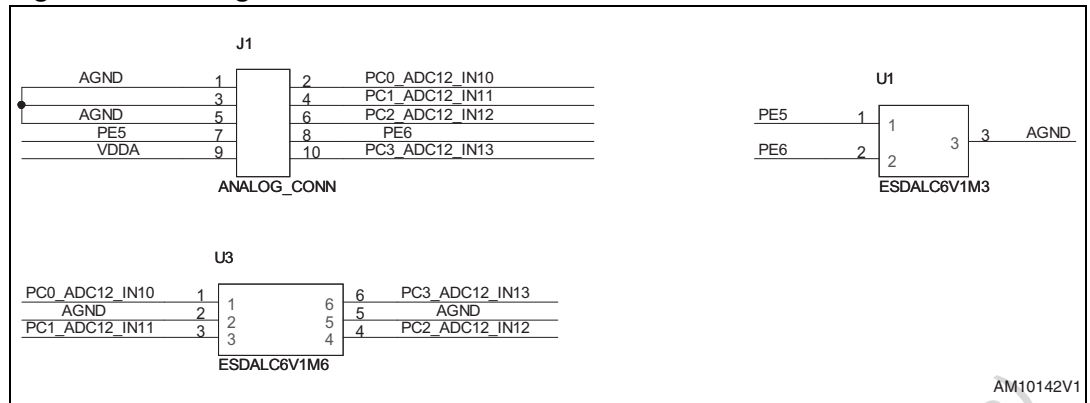 J1
AGND 1 2 PC0_ADC12_IN10
3 4 PC1_ADC12_IN11
AGND 5 6 PC2_ADC12_IN12
PE5 7 8 PE6
VDDA 9 10 PC3_ADC12_IN13
ANALOG_CONN
U1
PE5 1 1 3 3 AGND
PE6 2 2
ESDALC6V1M3
U3
PC0_ADC12_IN10 1 1 6 6 PC3_ADC12_IN13
AGND 2 2 5 5 AGND
PC1_ADC12_IN11 3 3 4 4 PC2_ADC12_IN12
ESDALC6V1M6
AM10142V1